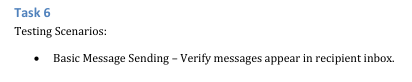 Task 6
Testing Scenarios:
• Basic Message Sending – Verify messages appear in recipient inbox.